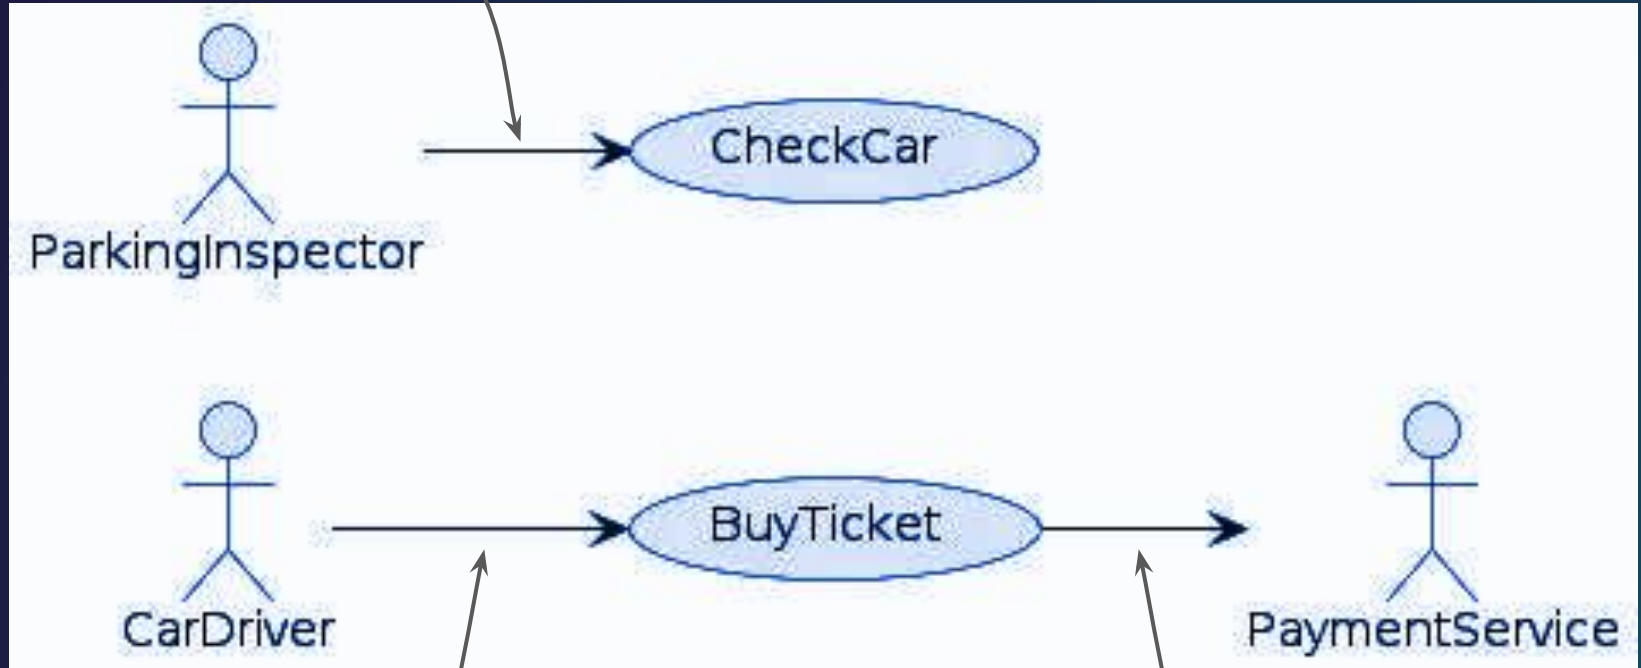 CheckCar
ParkingInspector
BuyTicket
CarDriver
PaymentService